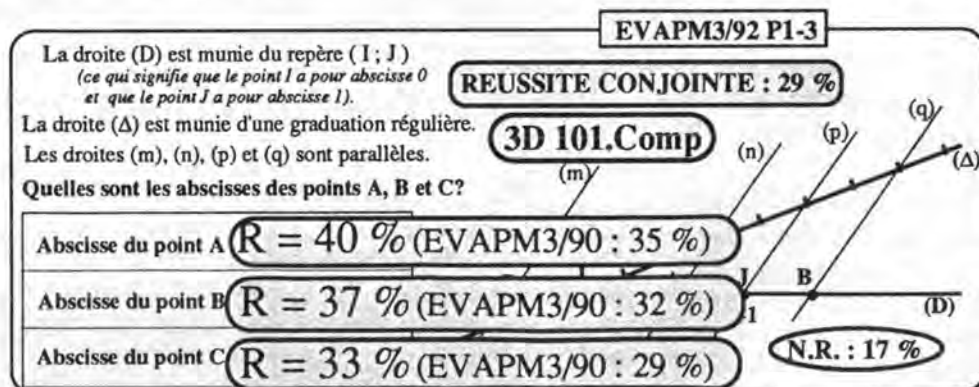 EVAPM3/92 P1-3
La droite (D) est munie du repère ( I ; J )
(ce qui signifie que le point I a pour abscisse 0
et que le point J a pour abscisse 1).
REUSSITE CONJOINTE : 29 %
La droite (Δ) est munie d'une graduation régulière.
3D 101.Comp
Les droites (m), (n), (p) et (q) sont parallèles.
(m)
(n)
(p)
(q)
(Δ)
Quelles sont les abscisses des points A, B et C?
Abscisse du point A
R = 40 % (EVAPM3/90 : 35 %)
Abscisse du point B
R = 37 % (EVAPM3/90 : 32 %)
J
B
1
(D)
Abscisse du point C
R = 33 % (EVAPM3/90 : 29 %)
N.R. : 17 %